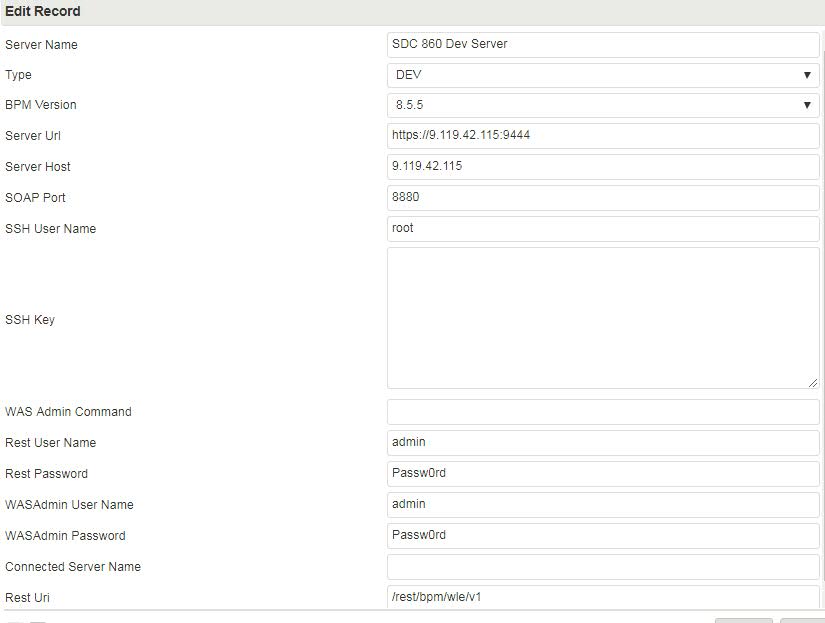 Edit Record
Server Name SDC 860 Dev Server
Type DEV
BPM Version 8.5.5
Server Url https://9.119.42.115:9444
Server Host 9.119.42.115
SOAP Port 8880
SSH User Name root
SSH Key
WAS Admin Command
Rest User Name admin
Rest Password Passw0rd
WASAdmin User Name admin
WASAdmin Password Passw0rd
Connected Server Name
Rest Uri /rest/bpm/wle/v1